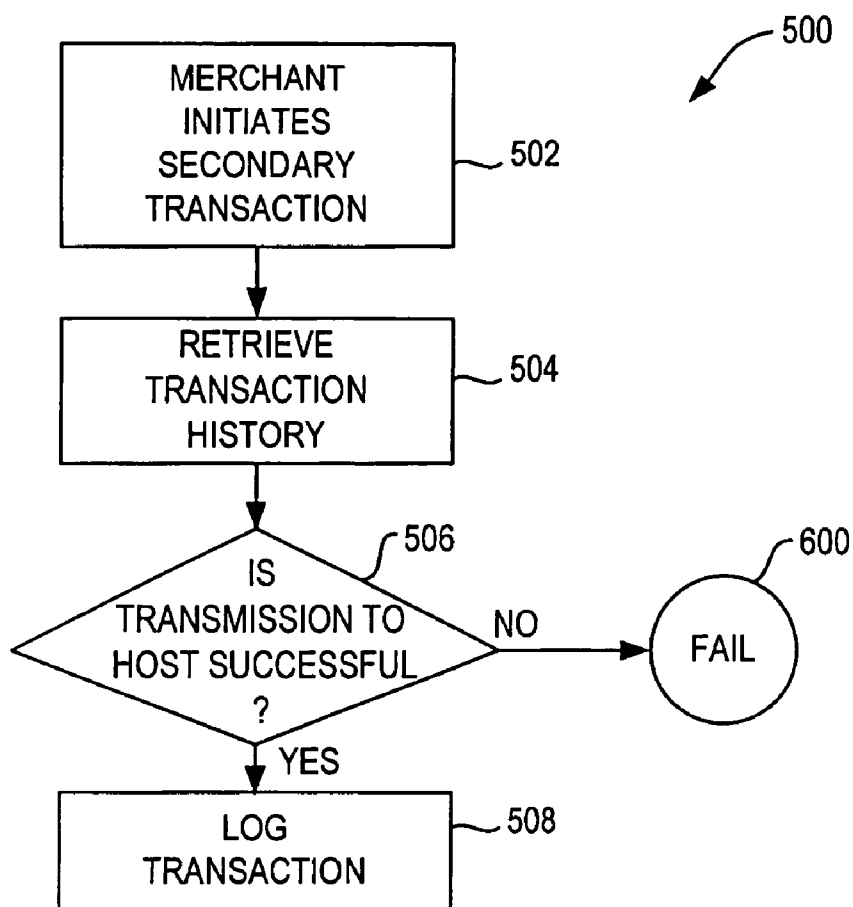 500
MERCHANT
INITIATES
SECONDARY
TRANSACTION
502
RETRIEVE
TRANSACTION
HISTORY
504
506
IS
TRANSMISSION TO
HOST SUCCESSFUL
?
NO
600
FAIL
YES
LOG
TRANSACTION
508